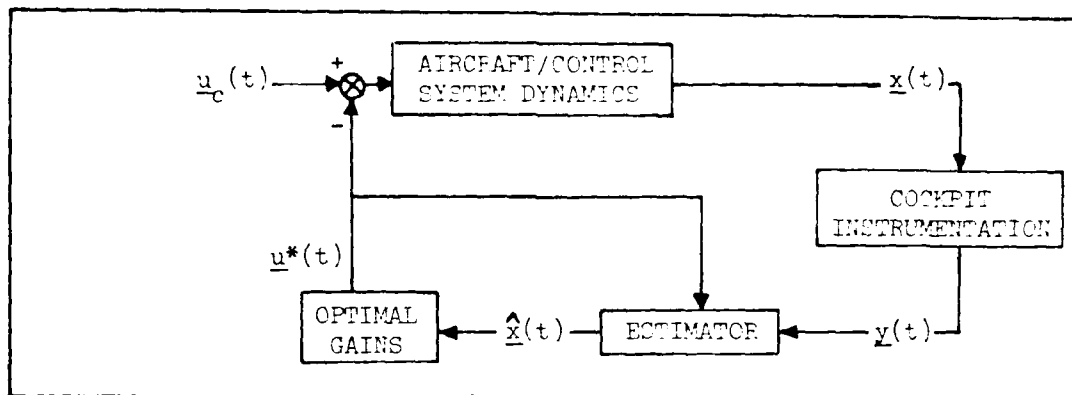 u_c(t)
+
−
AIRCRAFT/CONTROL
SYSTEM DYNAMICS
x(t)
COCKPIT
INSTRUMENTATION
u*(t)
OPTIMAL
GAINS
x̂(t)
ESTIMATOR
y(t)